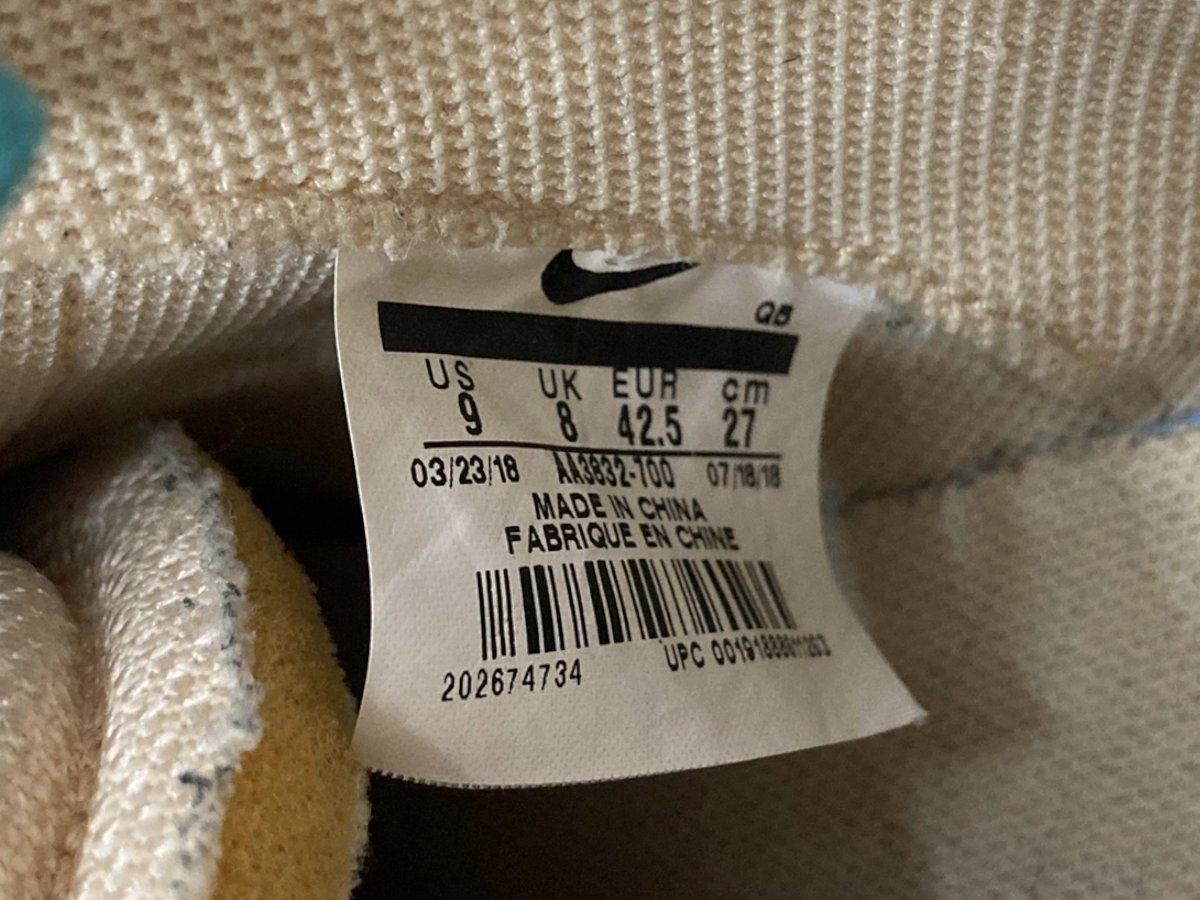 QB
US UK EUR cm
9 8 42.5 27
03/23/18 AA3832-700 07/18/18
MADE IN CHINA
FABRIQUE EN CHINE
202674734 UPC